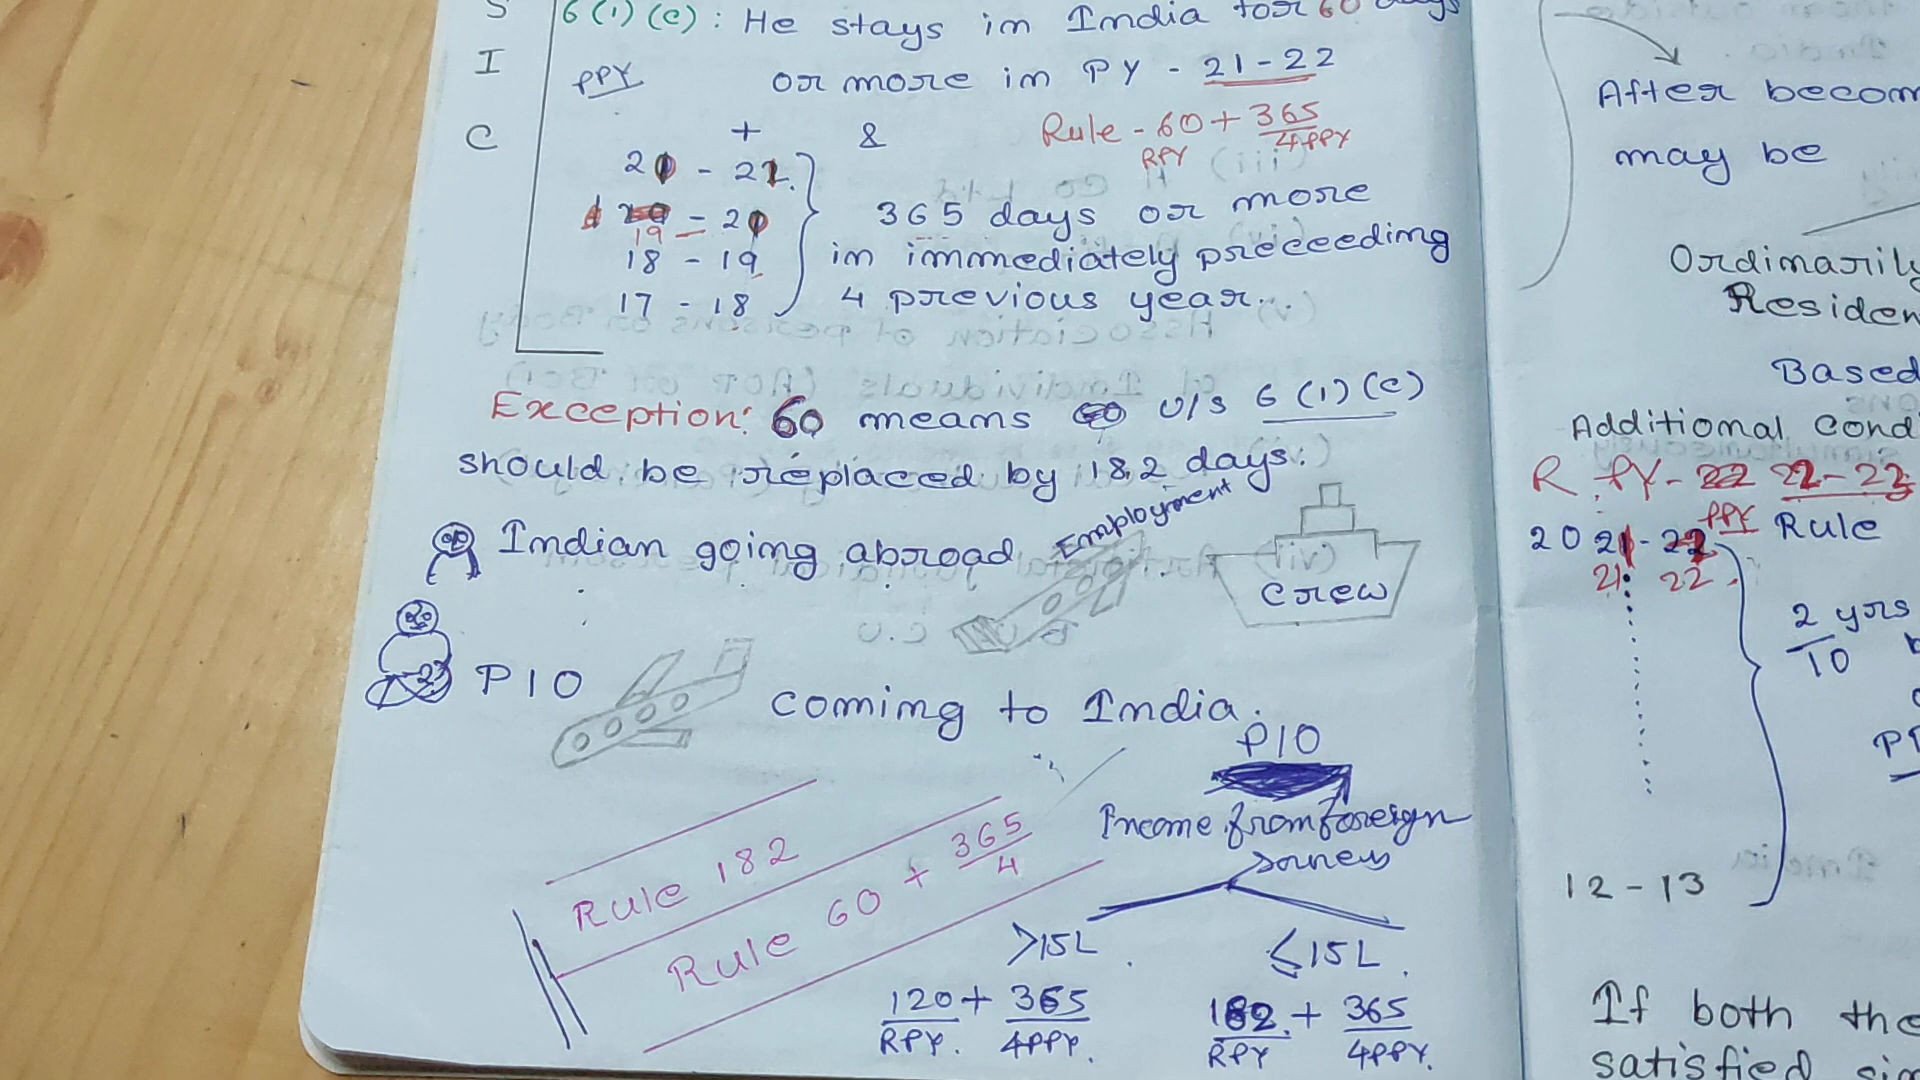 S
I
C
6(1)(c): He stays in India for 60 days
PPY
or more in PY - 21-22
+ &
Rule - 60 + 365
RPY 4PPY
20 - 21
19 - 20
18 - 19
17 - 18
365 days or more
in immediately preceeding
4 previous year...
Exception: 60 means u/s 6(1)(c)
should be replaced by 182 days.
Indian going abroad
Employment
Crew
PIO
coming to India.
PIO
Income from foreign
Rule 182
Rule 60 + 365
4
>15L
≤15L
120 + 365
RPY. 4PPY.
182 + 365
RPY 4PPY.
After becom
may be
Ordinarily
Residen
Based
Additional Cond
R PY - 22-23
PPY
Rule
20
21 22
2 yrs
10
12-13
If both the
satisfied sim